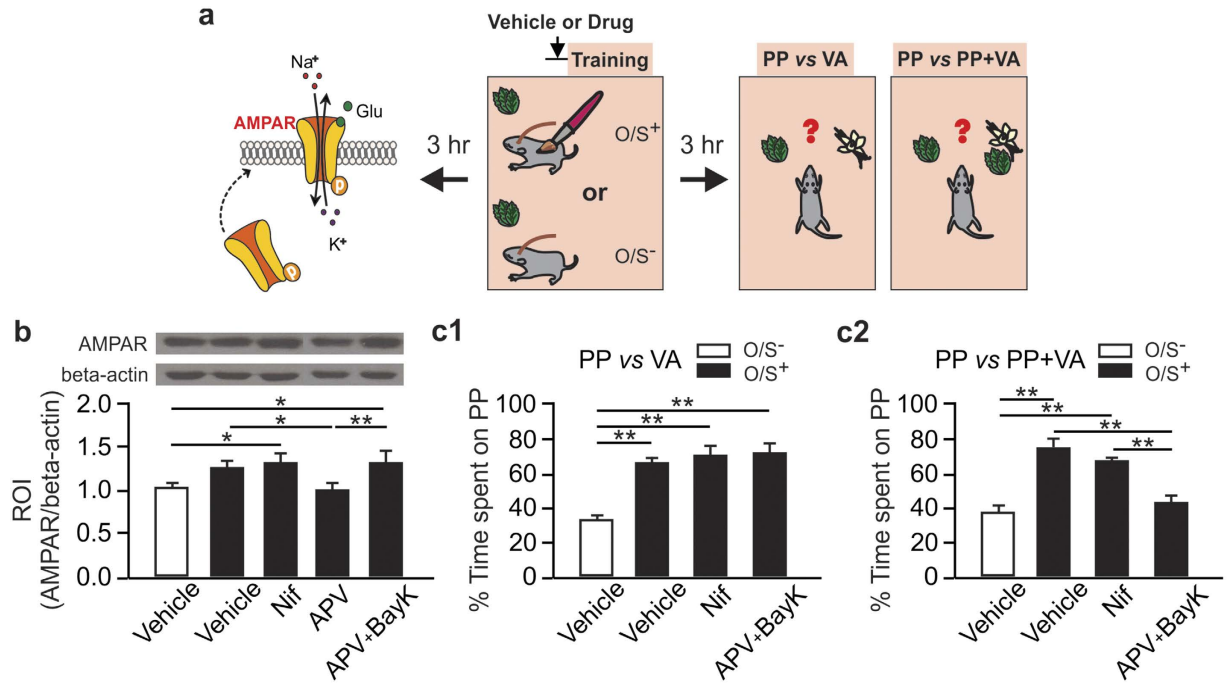 a
Vehicle or Drug
Training
PP vs VA
PP vs PP+VA
Na+
Glu
AMPAR
3 hr
3 hr
O/S+
or
O/S-
?
?
p
p
K+
b
AMPAR
beta-actin
ROI
(AMPAR/beta-actin)
2.0
1.5
1.0
0.5
0.0
*
*
**
*
Vehicle
Vehicle
Nif
APV
APV+BayK
c1
PP vs VA
O/S-
O/S+
% Time spent on PP
100
80
60
40
20
0
**
**
**
Vehicle
Vehicle
Nif
APV+BayK
c2
PP vs PP+VA
O/S-
O/S+
% Time spent on PP
100
80
60
40
20
0
**
**
**
**
Vehicle
Vehicle
Nif
APV+BayK